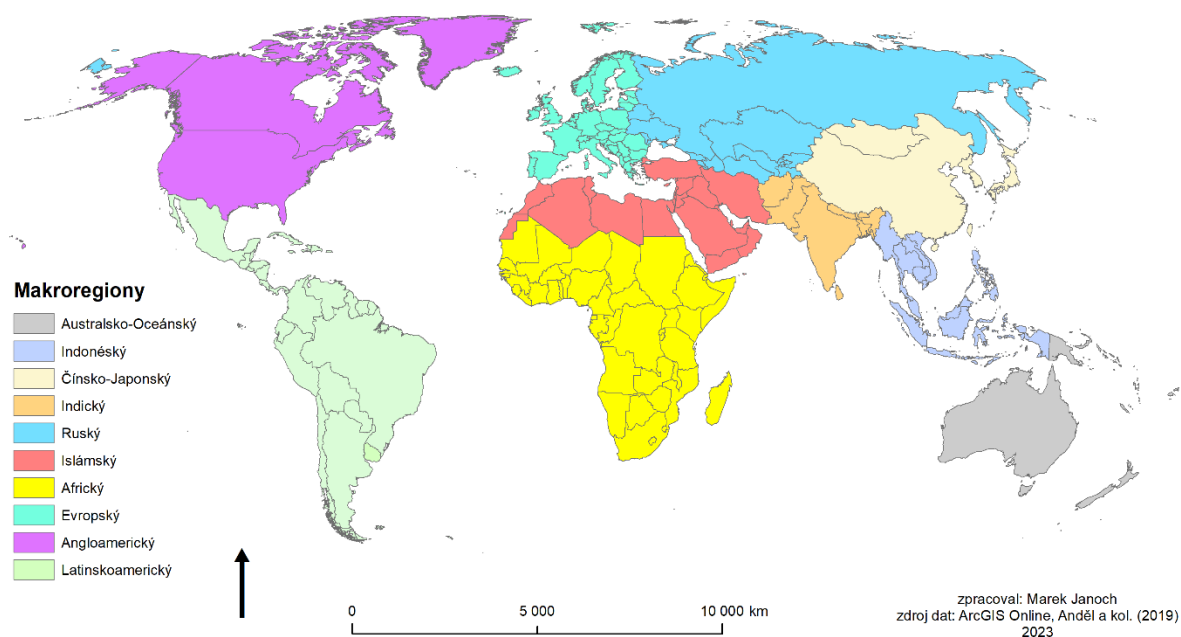 Makroregiony
Australsko-Oceánský
Indonéský
Čínsko-Japonský
Indický
Ruský
Islámský
Africký
Evropský
Angloamerický
Latinskoamerický
0 5 000 10 000 km
zpracoval: Marek Janoch
zdroj dat: ArcGIS Online, Anděl a kol. (2019)
2023